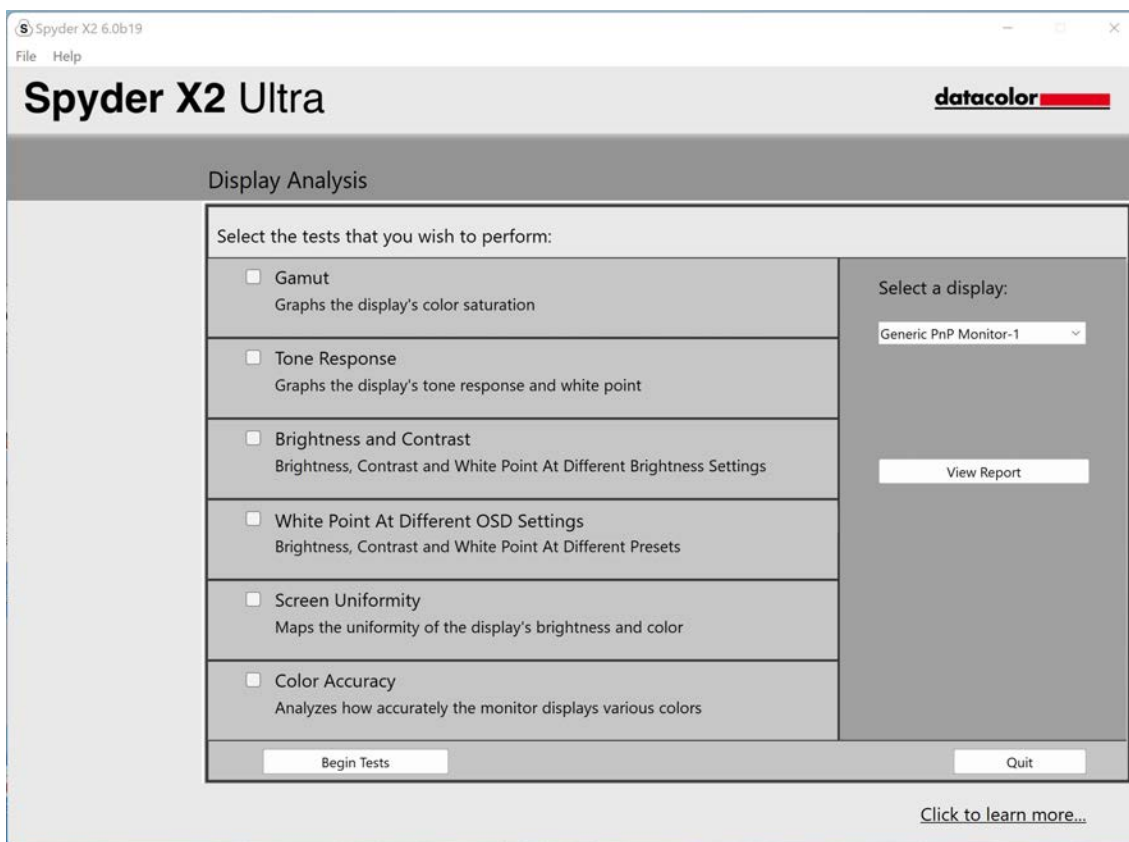 S Spyder X2 6.0b19
File Help
Spyder X2 Ultra
datacolor
Display Analysis
Select the tests that you wish to perform:
Gamut
Graphs the display's color saturation
Select a display:
Generic PnP Monitor-1
Tone Response
Graphs the display's tone response and white point
Brightness and Contrast
Brightness, Contrast and White Point At Different Brightness Settings
View Report
White Point At Different OSD Settings
Brightness, Contrast and White Point At Different Presets
Screen Uniformity
Maps the uniformity of the display's brightness and color
Color Accuracy
Analyzes how accurately the monitor displays various colors
Begin Tests
Quit
Click to learn more...